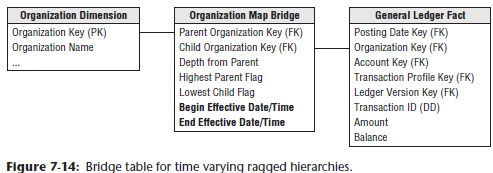 Organization Dimension
Organization Key (PK)
Organization Name
...
Organization Map Bridge
Parent Organization Key (FK)
Child Organization Key (FK)
Depth from Parent
Highest Parent Flag
Lowest Child Flag
Begin Effective Date/Time
End Effective Date/Time
General Ledger Fact
Posting Date Key (FK)
Organization Key (FK)
Account Key (FK)
Transaction Profile Key (FK)
Ledger Version Key (FK)
Transaction ID (DD)
Amount
Balance
Figure 7-14: Bridge table for time varying ragged hierarchies.